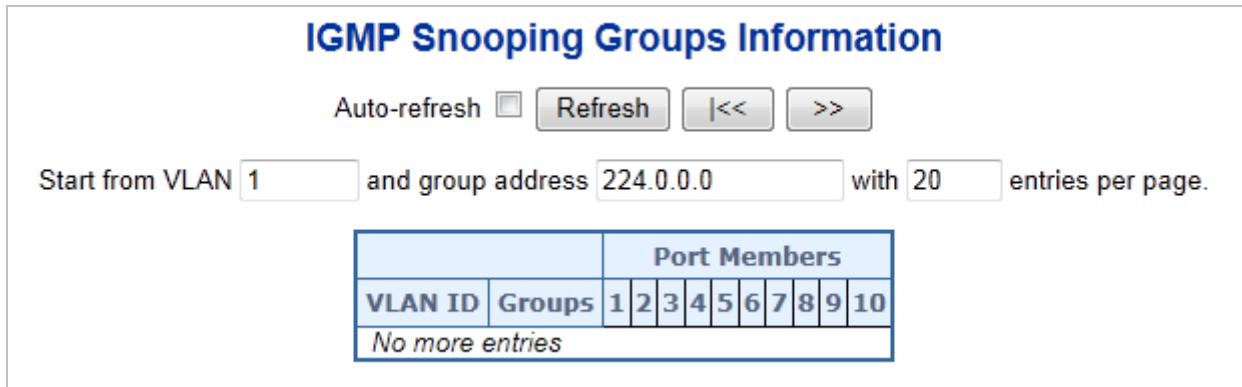 IGMP Snooping Groups Information
Auto-refresh Refresh |<< >>
Start from VLAN 1 and group address 224.0.0.0 with 20 entries per page.
Port Members
VLAN ID Groups 1 2 3 4 5 6 7 8 9 10
No more entries